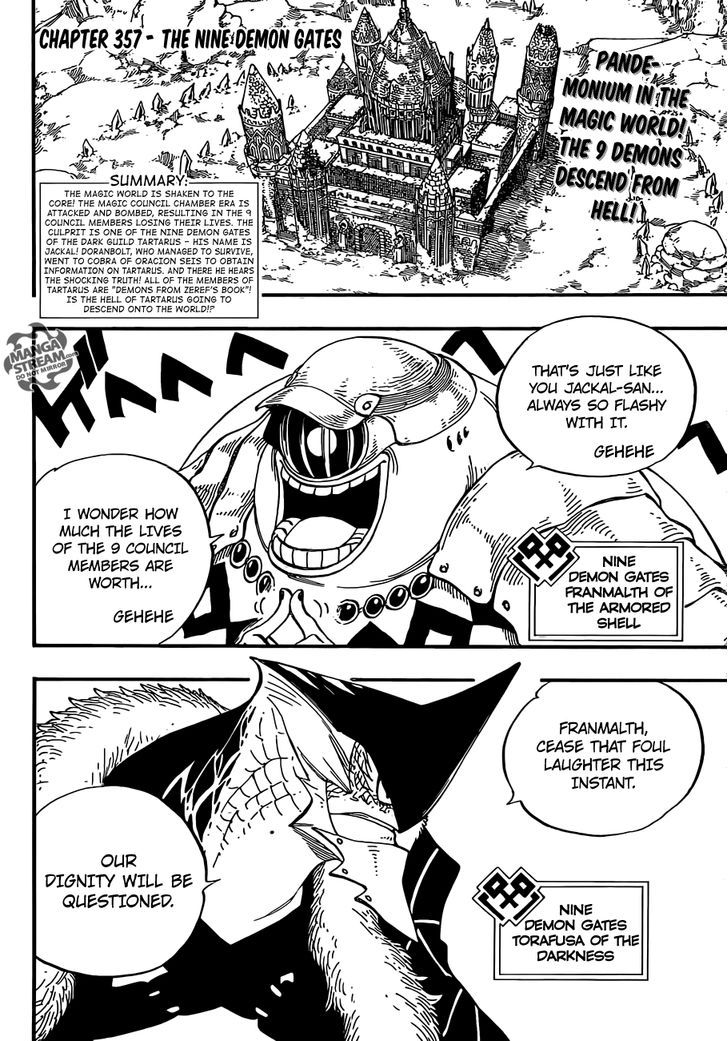 CHAPTER 357 - THE NINE DEMON GATES
PANDE-
MONIUM IN THE
MAGIC WORLD!
THE 9 DEMONS
DESCEND FROM
HELL!
SUMMARY:
THE MAGIC WORLD IS SHAKEN TO THE
CORE! THE MAGIC COUNCIL CHAMBER ERA IS
ATTACKED AND BOMBED, RESULTING IN THE 9
COUNCIL MEMBERS LOSING THEIR LIVES. THE
CULPRIT IS ONE OF THE NINE DEMON GATES
OF THE DARK GUILD TARTARUS - HIS NAME IS
JACKAL! DORANBOLT, WHO MANAGED TO SURVIVE,
WENT TO COBRA OF ORACION SEIS TO OBTAIN
INFORMATION ON TARTARUS. AND THERE HE HEARS
THE SHOCKING TRUTH! ALL OF THE MEMBERS OF
TARTARUS ARE "DEMONS FROM ZEREF'S BOOK"!
IS THE HELL OF TARTARUS GOING TO
DESCEND ONTO THE WORLD!?
MANGA
STREAM.com
DO NOT MIRROR
THAT'S JUST LIKE
YOU JACKAL-SAN...
ALWAYS SO FLASHY
WITH IT.
GEHEHE
I WONDER HOW
MUCH THE LIVES
OF THE 9 COUNCIL
MEMBERS ARE
WORTH...
GEHEHE
NINE
DEMON GATES
FRANMALTH OF
THE ARMORED
SHELL
FRANMALTH,
CEASE THAT FOUL
LAUGHTER THIS
INSTANT.
OUR
DIGNITY WILL BE
QUESTIONED.
NINE
DEMON GATES
TORAFUSA OF THE
DARKNESS